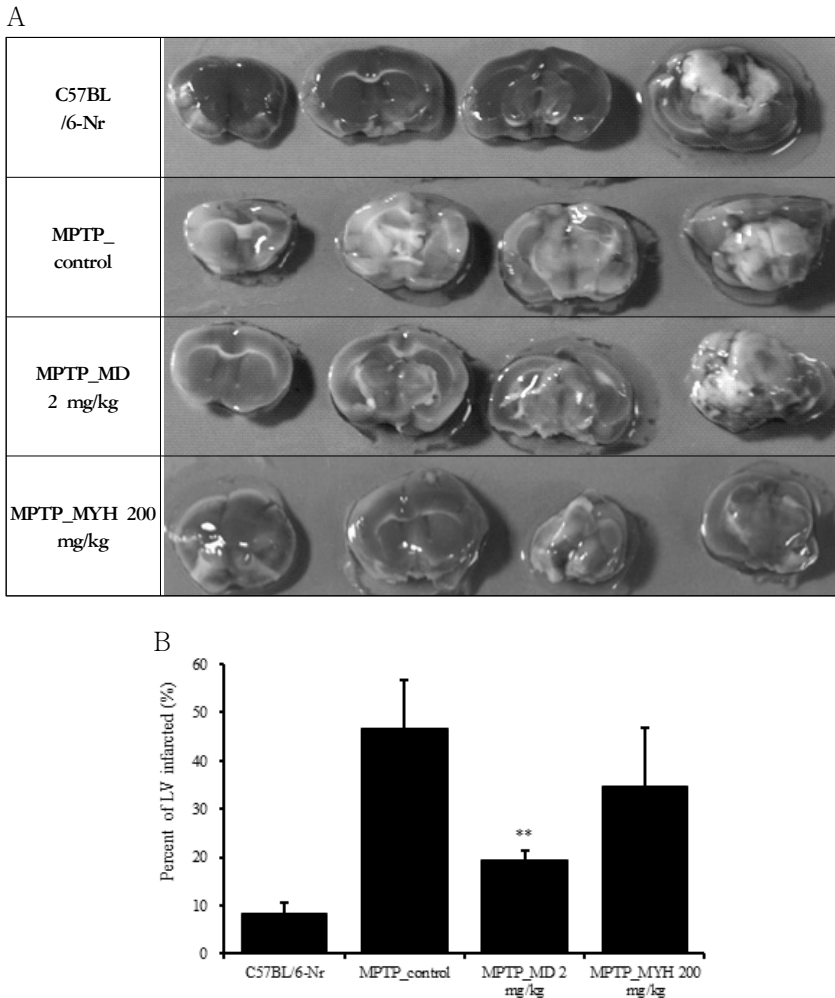 A
C57BL
/6-Nr
MPTP_
control
MPTP_MD
2 mg/kg
MPTP_MYH 200
mg/kg
B
Percent of LV infarcted (%)
60
50
40
30
20
10
0
**
C57BL/6-Nr
MPTP_control
MPTP_MD 2
mg/kg
MPTP_MYH 200
mg/kg